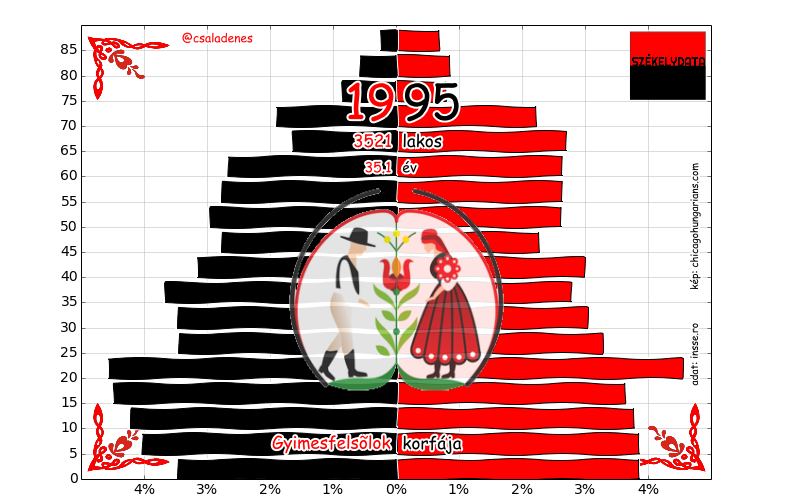 @csaladenes
SZÉKELYDATA
1995
3521 lakos
35.1 év
kép: chicagohungarians.com
adat: insse.ro
Gyimesfelsőlok korfája
85
80
75
70
65
60
55
50
45
40
35
30
25
20
15
10
5
0
4% 3% 2% 1% 0% 1% 2% 3% 4%